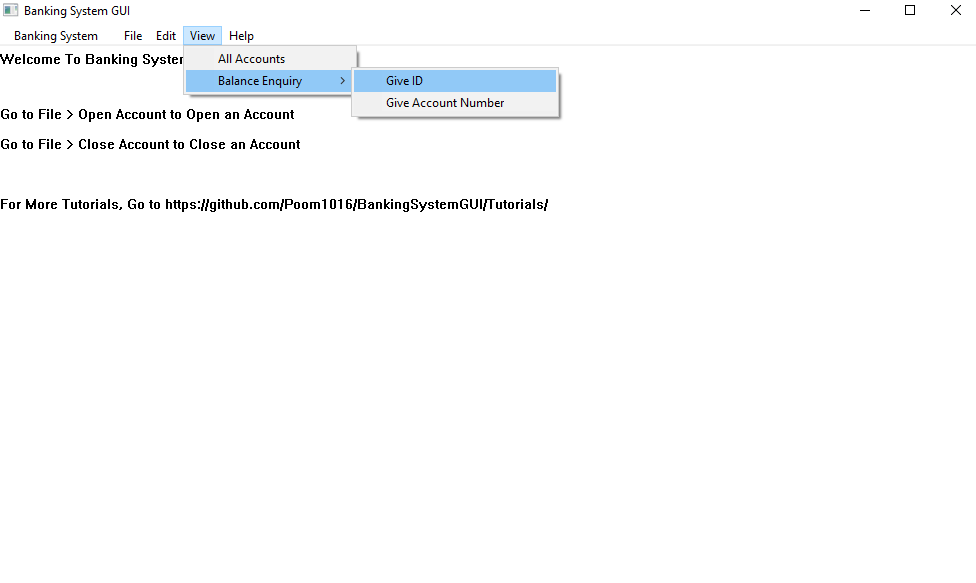 Banking System GUI
Banking System File Edit View Help
Welcome To Banking System
All Accounts
Balance Enquiry
Give ID
Give Account Number
Go to File > Open Account to Open an Account
Go to File > Close Account to Close an Account
For More Tutorials, Go to https://github.com/Poom1016/BankingSystemGUI/Tutorials/